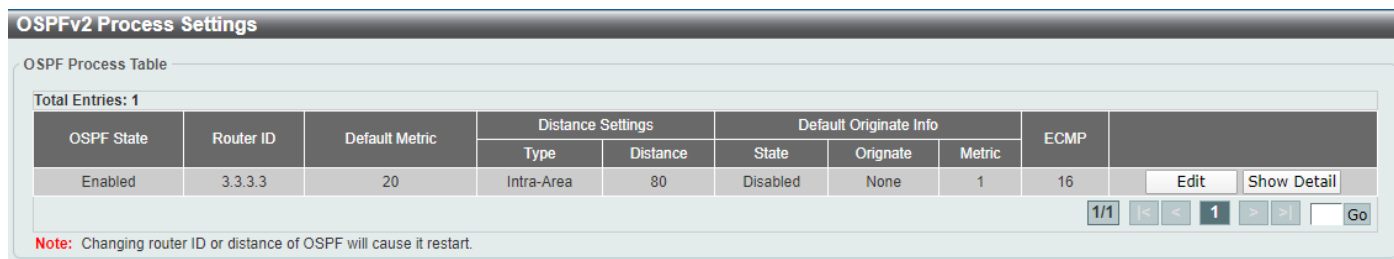 OSPFv2 Process Settings
OSPF Process Table
Total Entries: 1
OSPF State Router ID Default Metric Distance Settings Default Originate Info ECMP
Type Distance State Orignate Metric
Enabled 3.3.3.3 20 Intra-Area 80 Disabled None 1 16 Edit Show Detail
1/1 |< < 1 > >| Go
Note: Changing router ID or distance of OSPF will cause it restart.